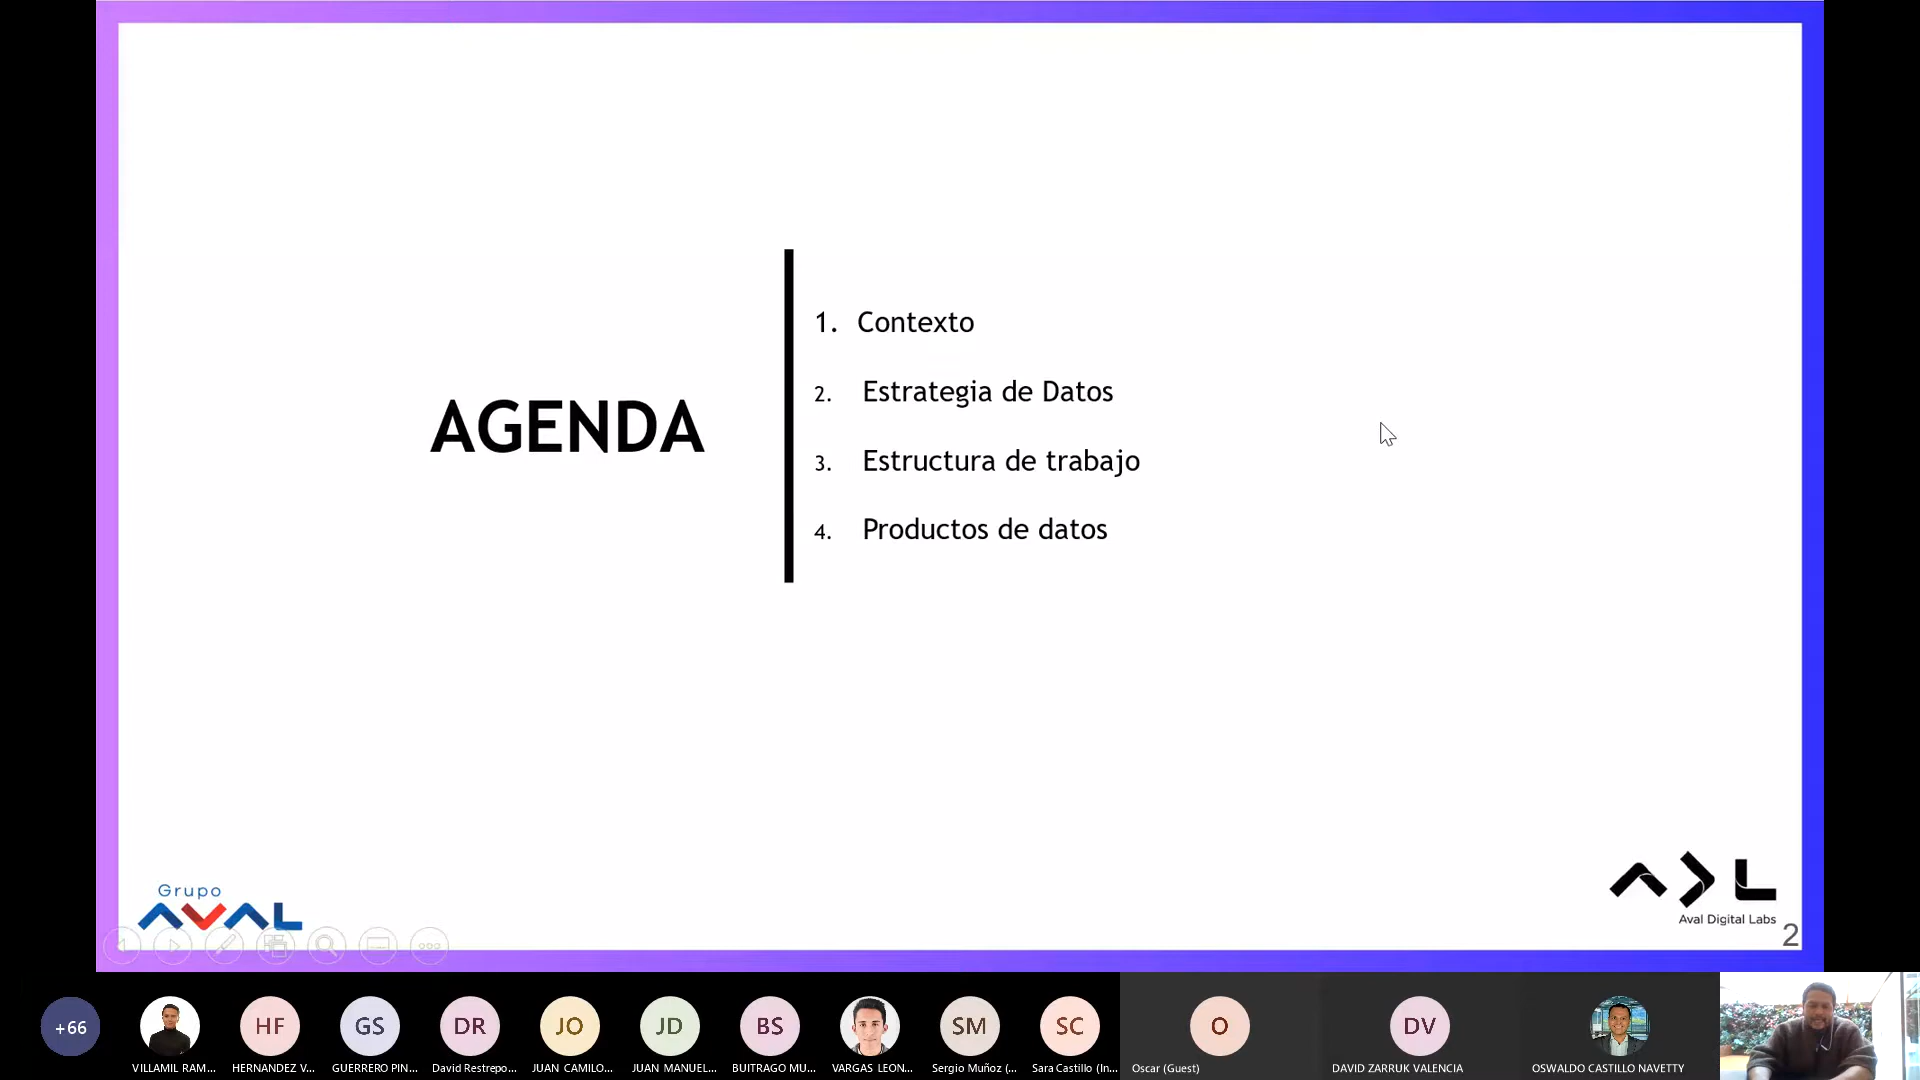 AGENDA
1. Contexto
2. Estrategia de Datos
3. Estructura de trabajo
4. Productos de datos
Grupo
AVAL
ADL
Aval Digital Labs
2
+66
HF
GS
DR
JO
JD
BS
SM
SC
O
DV
VILLAMIL RAM...
HERNANDEZ V...
GUERRERO PIN...
David Restrepo...
JUAN CAMILO...
JUAN MANUEL...
BUITRAGO MU...
VARGAS LEON...
Sergio Muñoz (...
Sara Castillo (In...
Oscar (Guest)
DAVID ZARRUK VALENCIA
OSWALDO CASTILLO NAVETTY